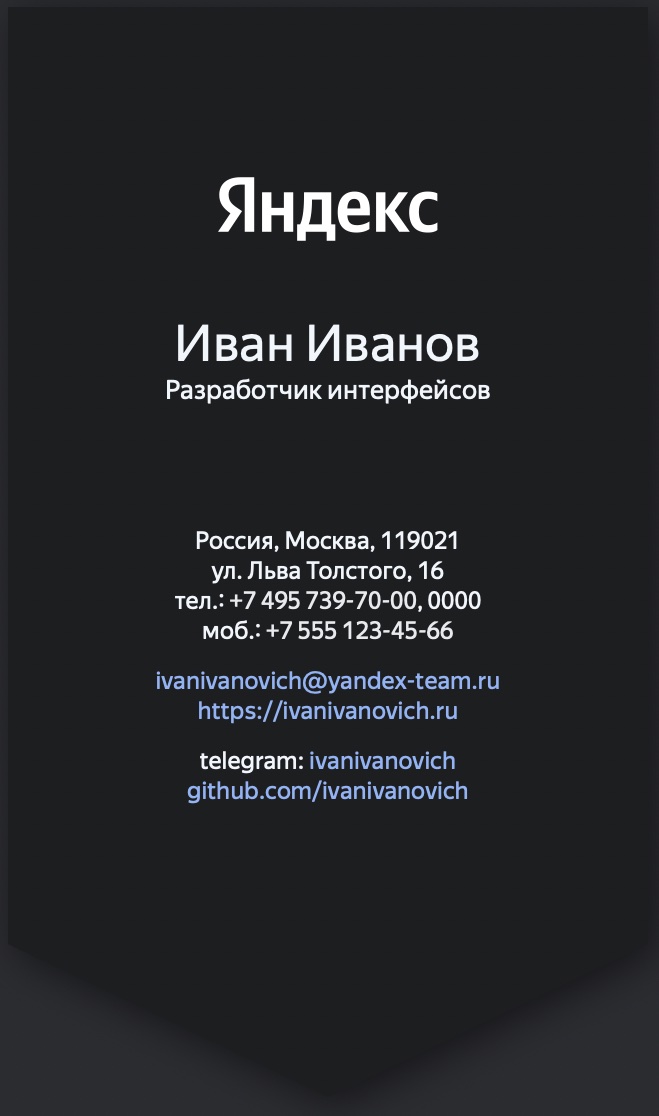 Яндекс
Иван Иванов
Разработчик интерфейсов
Россия, Москва, 119021
ул. Льва Толстого, 16
тел.: +7 495 739-70-00, 0000
моб.: +7 555 123-45-66
ivanivanovich@yandex-team.ru
https://ivanivanovich.ru
telegram: ivanivanovich
github.com/ivanivanovich